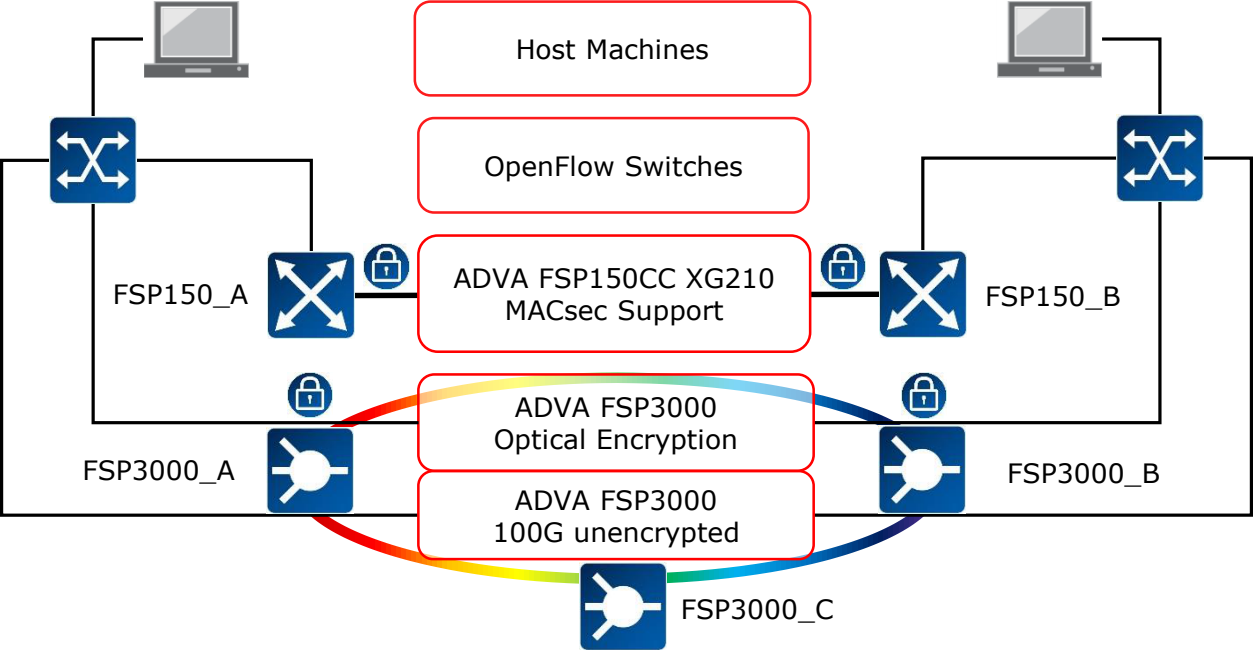 Host Machines
OpenFlow Switches
ADVA FSP150CC XG210
MACsec Support
FSP150_A
FSP150_B
ADVA FSP3000
Optical Encryption
FSP3000_A
FSP3000_B
ADVA FSP3000
100G unencrypted
FSP3000_C